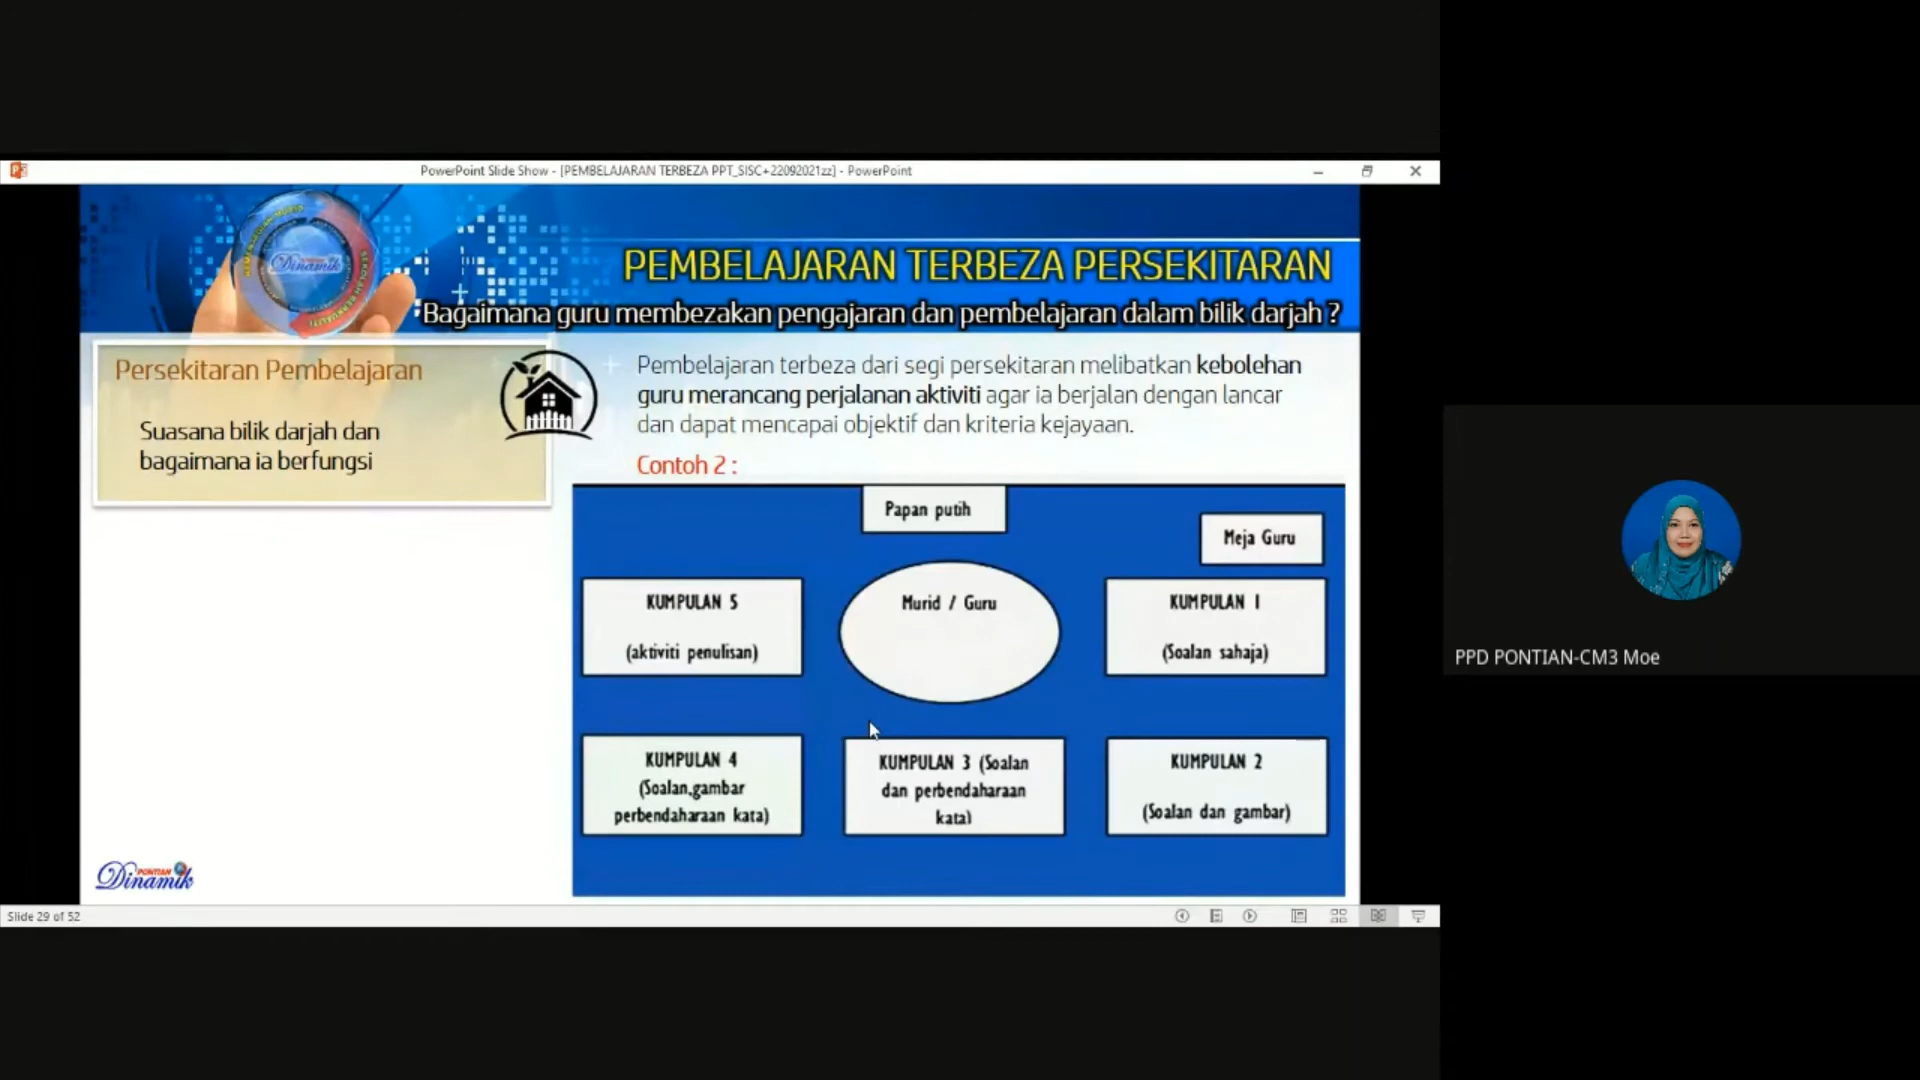 PowerPoint Slide Show - [PEMBELAJARAN TERBEZA PPT_SISC+22092021zz] - PowerPoint
Dinamik
PEMBELAJARAN TERBEZA PERSEKITARAN
Bagaimana guru membezakan pengajaran dan pembelajaran dalam bilik darjah ?
Persekitaran Pembelajaran
Suasana bilik darjah dan
bagaimana ia berfungsi
Pembelajaran terbeza dari segi persekitaran melibatkan kebolehan
guru merancang perjalanan aktiviti agar ia berjalan dengan lancar
dan dapat mencapai objektif dan kriteria kejayaan.
Contoh 2 :
Papan putih
Meja Guru
KUMPULAN 5
(aktiviti penulisan)
Murid / Guru
KUMPULAN 1
(Soalan sahaja)
KUMPULAN 4
(Soalan,gambar
perbendaharaan kata)
KUMPULAN 3 (Soalan
dan perbendaharaan
kata)
KUMPULAN 2
(Soalan dan gambar)
PONTIAN
Dinamik
Slide 29 of 52
PPD PONTIAN-CM3 Moe